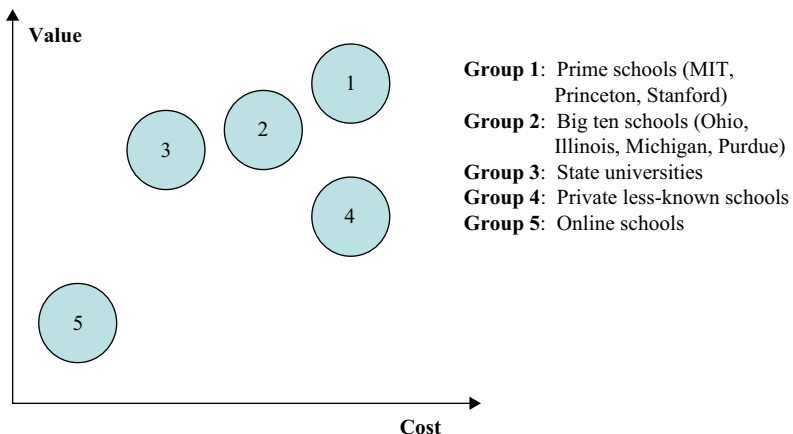 Value
1
2
3
4
5
Cost
Group 1: Prime schools (MIT,
Princeton, Stanford)
Group 2: Big ten schools (Ohio,
Illinois, Michigan, Purdue)
Group 3: State universities
Group 4: Private less-known schools
Group 5: Online schools